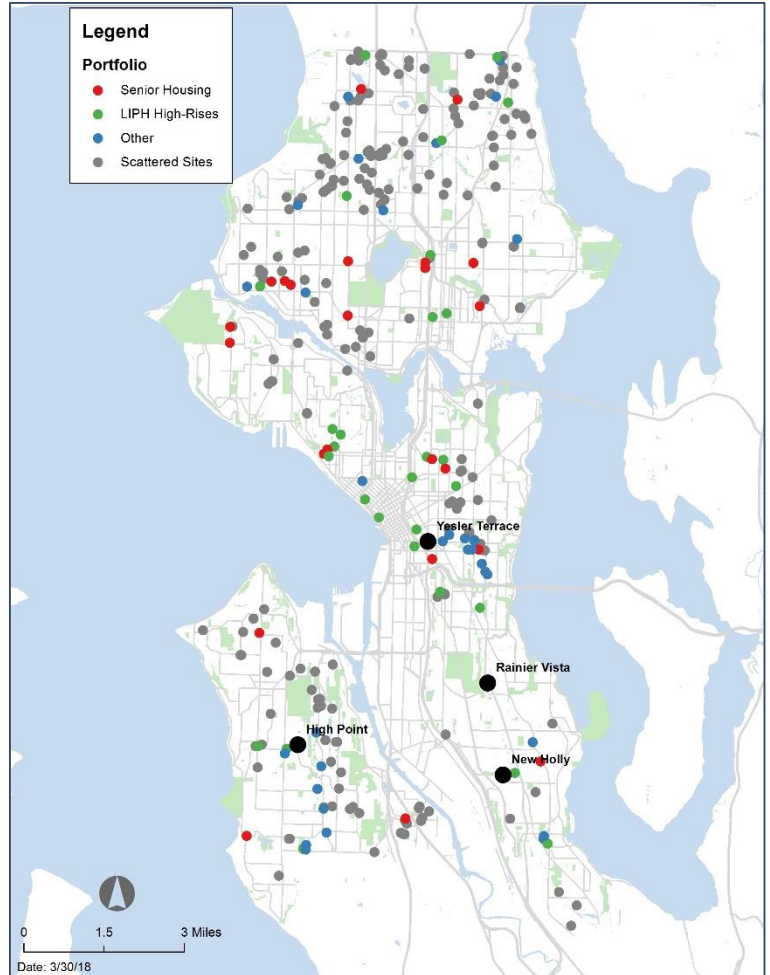 Legend
Portfolio
Senior Housing
LIPH High-Rises
Other
Scattered Sites
Yesler Terrace
Rainier Vista
High Point
New Holly
0 1.5 3 Miles
Date: 3/30/18